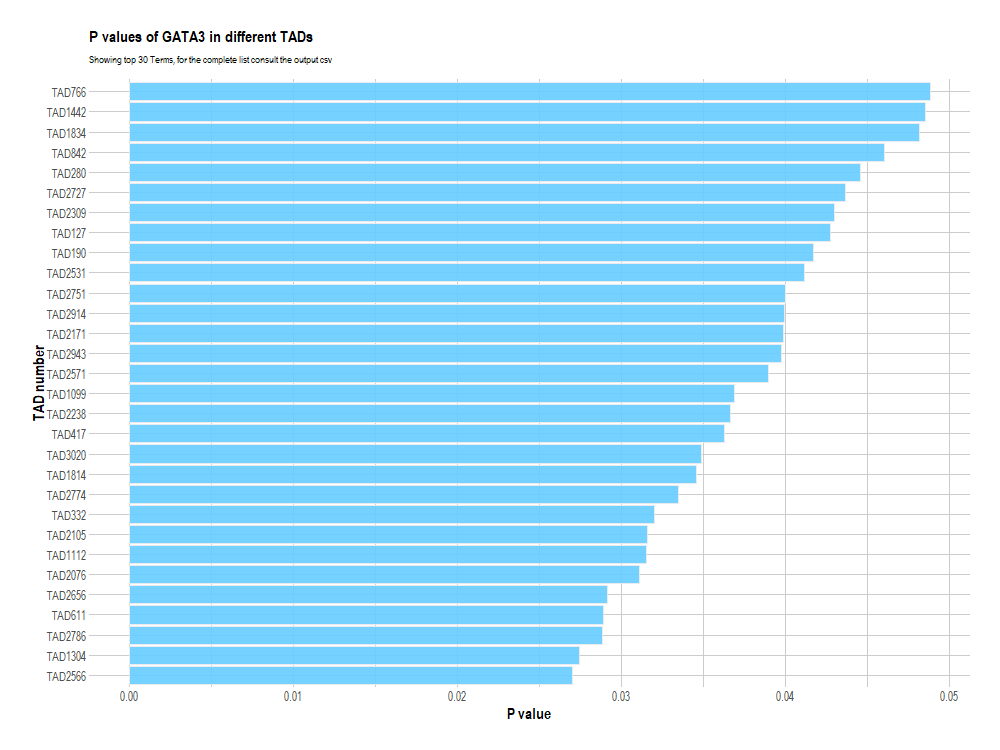 P values of GATA3 in different TADs
Showing top 30 Terms, for the complete list consult the output csv
TAD number
TAD766
TAD1442
TAD1834
TAD842
TAD280
TAD2727
TAD2309
TAD127
TAD190
TAD2531
TAD2751
TAD2914
TAD2171
TAD2943
TAD2571
TAD1099
TAD2238
TAD417
TAD3020
TAD1814
TAD2774
TAD332
TAD2105
TAD1112
TAD2076
TAD2656
TAD611
TAD2786
TAD1304
TAD2566
0.00 0.01 0.02 0.03 0.04 0.05
P value